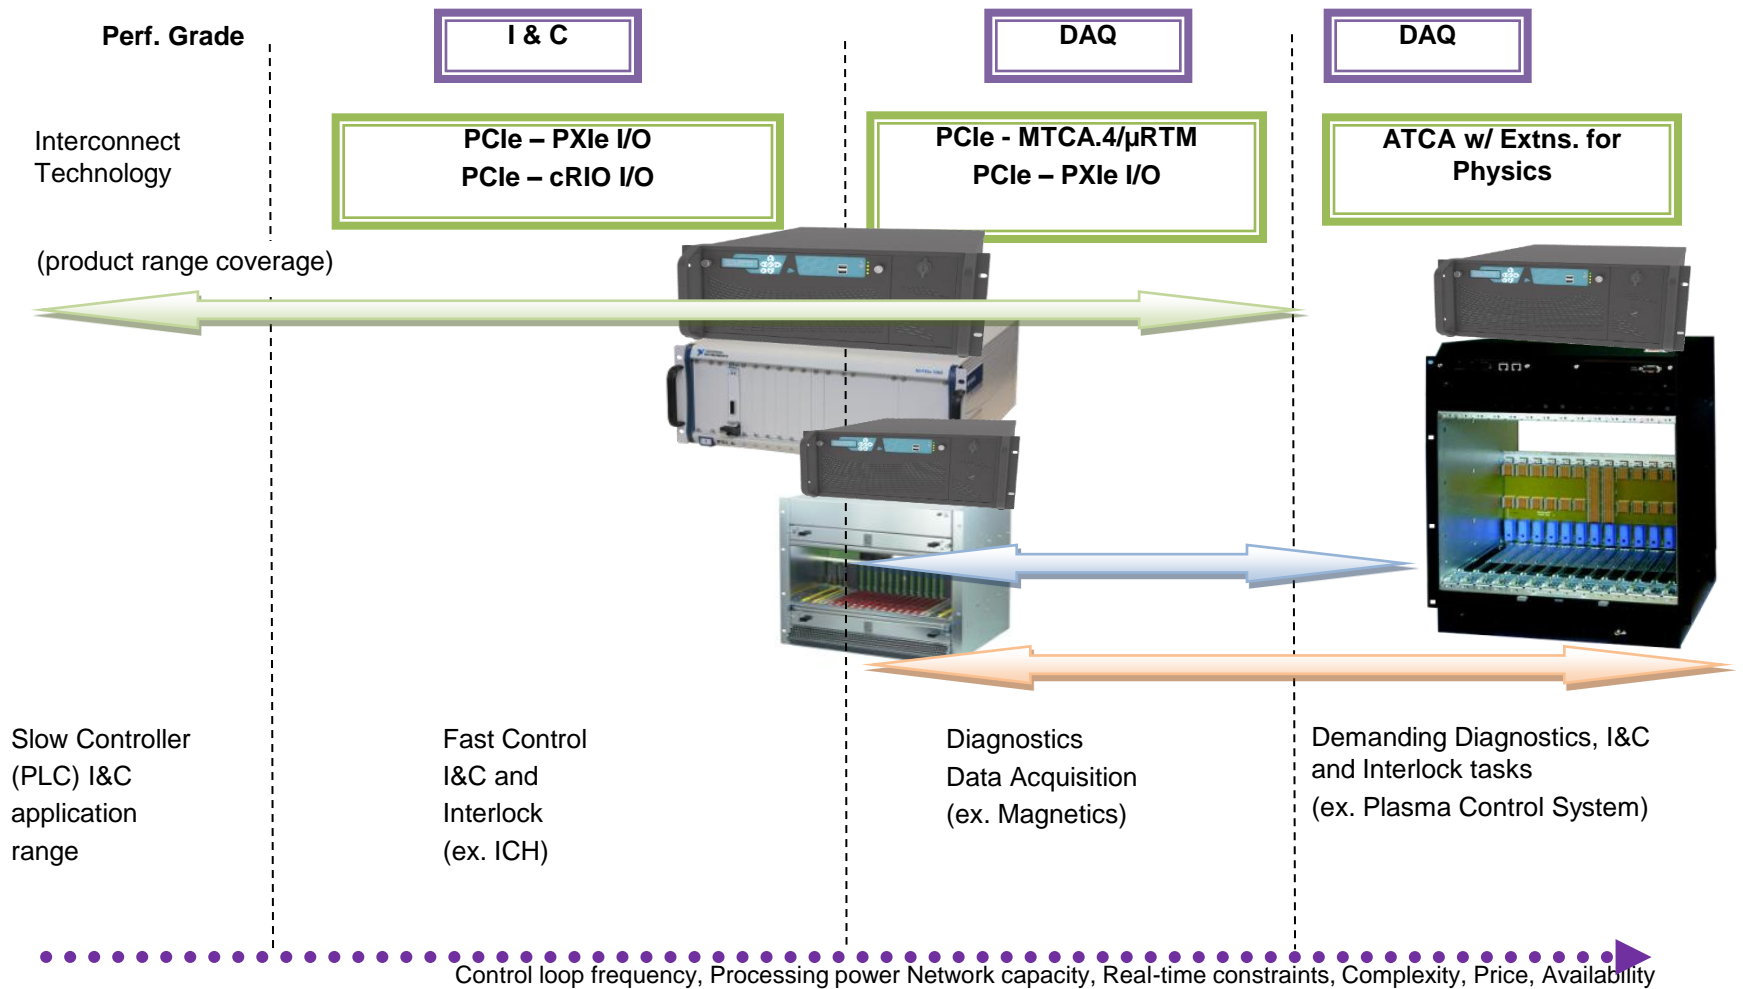 Perf. Grade
I & C
DAQ
DAQ
Interconnect
Technology
PCIe – PXIe I/O
PCIe – cRIO I/O
PCIe - MTCA.4/µRTM
PCIe – PXIe I/O
ATCA w/ Extns. for
Physics
(product range coverage)
Slow Controller
(PLC) I&C
application
range
Fast Control
I&C and
Interlock
(ex. ICH)
Diagnostics
Data Acquisition
(ex. Magnetics)
Demanding Diagnostics, I&C
and Interlock tasks
(ex. Plasma Control System)
Control loop frequency, Processing power Network capacity, Real-time constraints, Complexity, Price, Availability